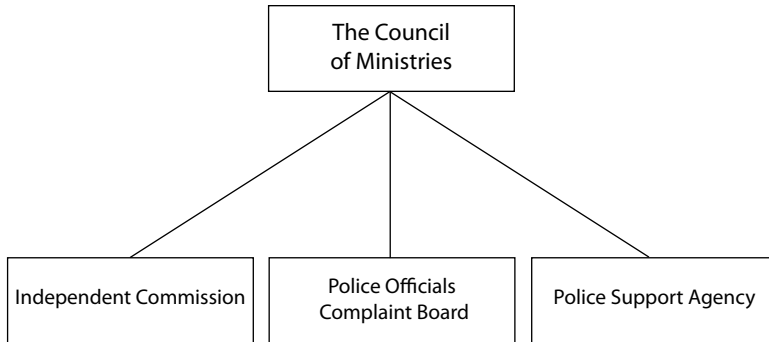 The Council
of Ministries
Independent Commission
Police Officials
Complaint Board
Police Support Agency